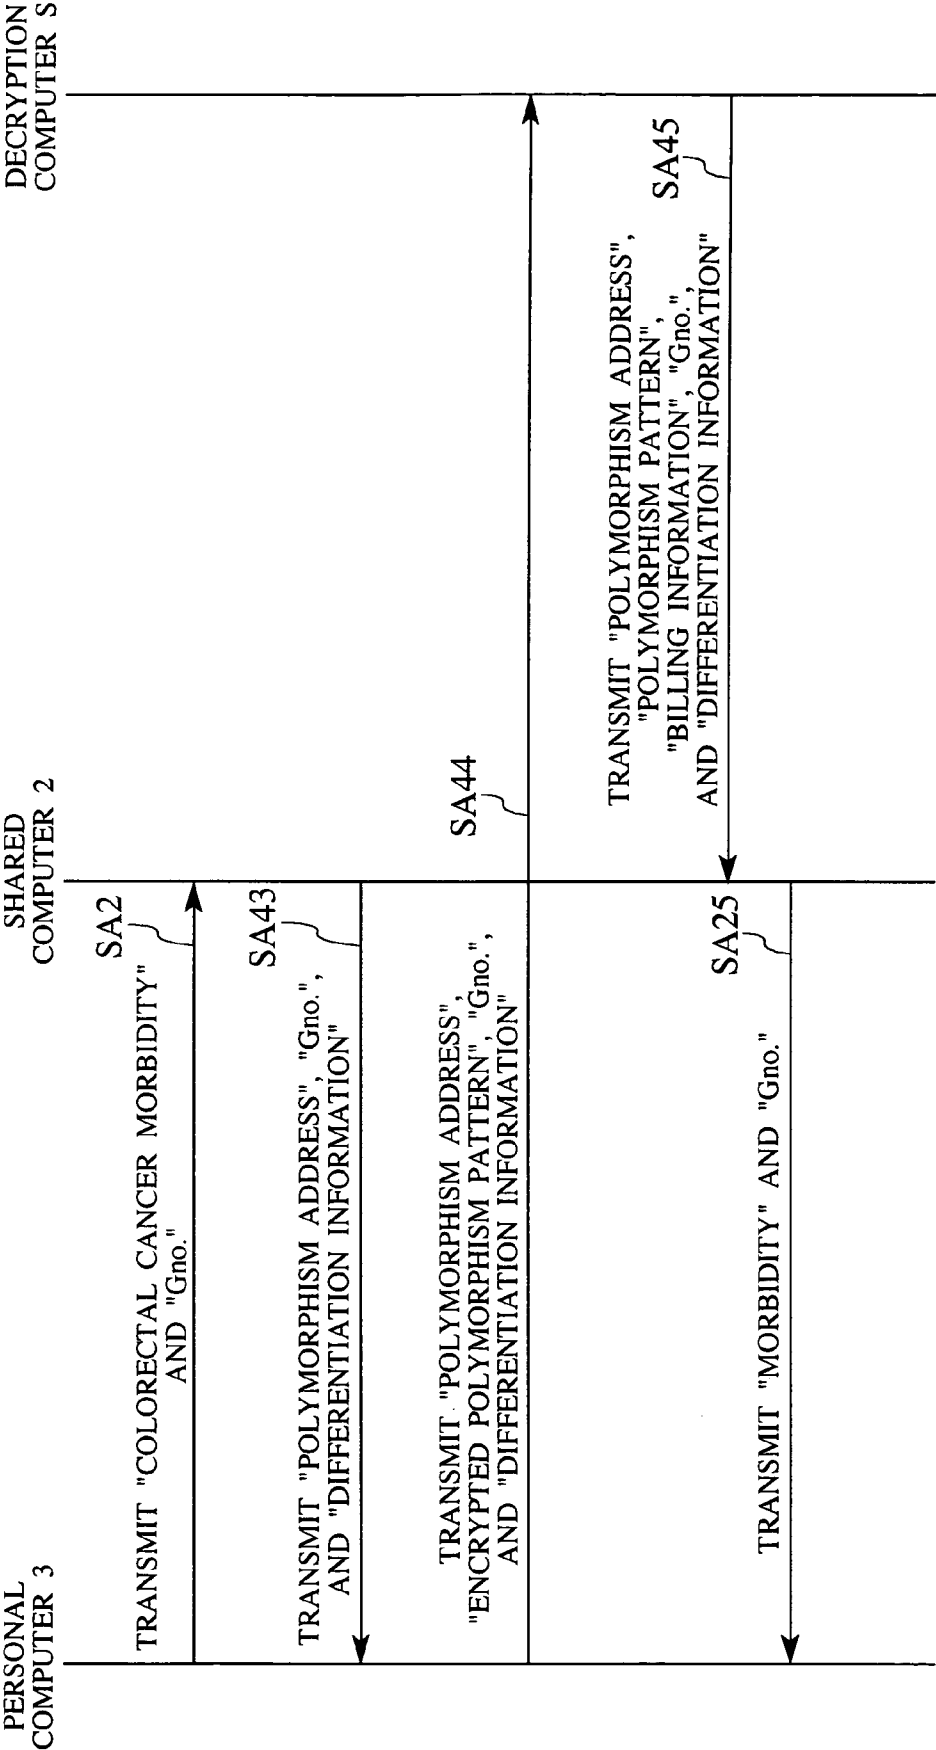 PERSONAL
COMPUTER 3
SHARED
COMPUTER 2
DECRYPTION
COMPUTER S
TRANSMIT "COLORECTAL CANCER MORBIDITY"
AND "Gno."
SA2
TRANSMIT "POLYMORPHISM ADDRESS", "Gno.",
AND "DIFFERENTIATION INFORMATION"
SA43
TRANSMIT "POLYMORPHISM ADDRESS",
"ENCRYPTED POLYMORPHISM PATTERN", "Gno.",
AND "DIFFERENTIATION INFORMATION"
SA44
TRANSMIT "POLYMORPHISM ADDRESS",
"POLYMORPHISM PATTERN",
"BILLING INFORMATION", "Gno.",
AND "DIFFERENTIATION INFORMATION"
SA45
TRANSMIT "MORBIDITY" AND "Gno."
SA25